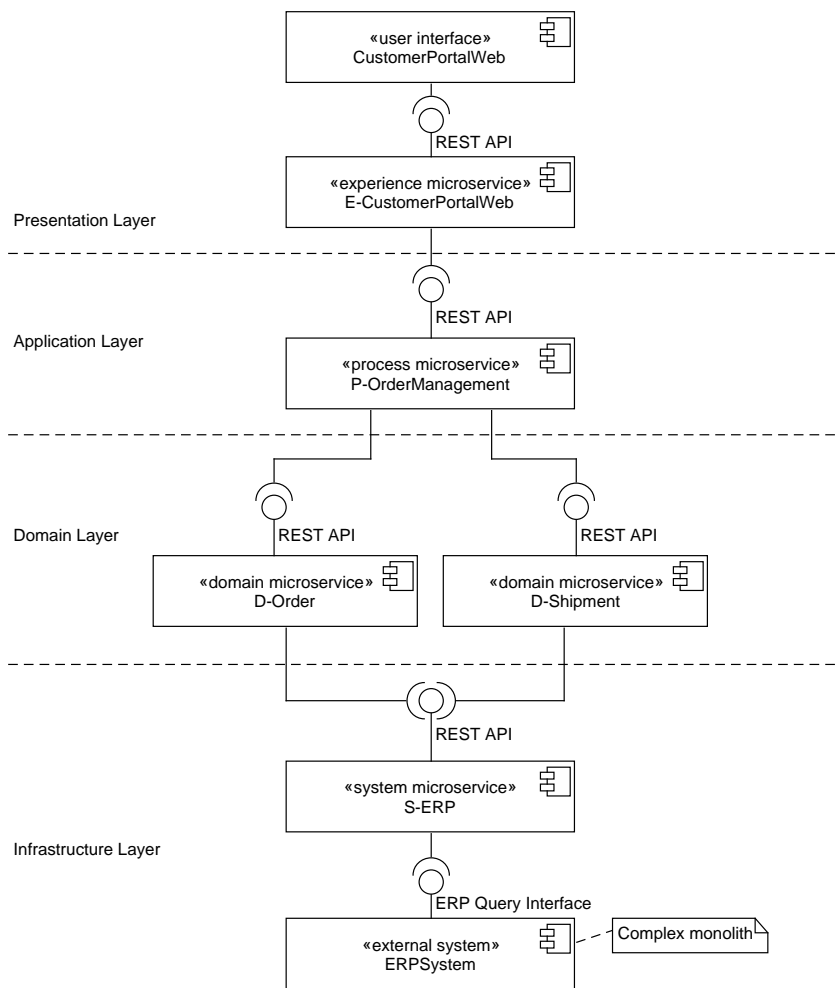 «user interface»
CustomerPortalWeb
REST API
«experience microservice»
E-CustomerPortalWeb
Presentation Layer
REST API
Application Layer
«process microservice»
P-OrderManagement
Domain Layer
REST API
REST API
«domain microservice»
D-Order
«domain microservice»
D-Shipment
REST API
«system microservice»
S-ERP
Infrastructure Layer
ERP Query Interface
«external system»
ERPSystem
Complex monolith